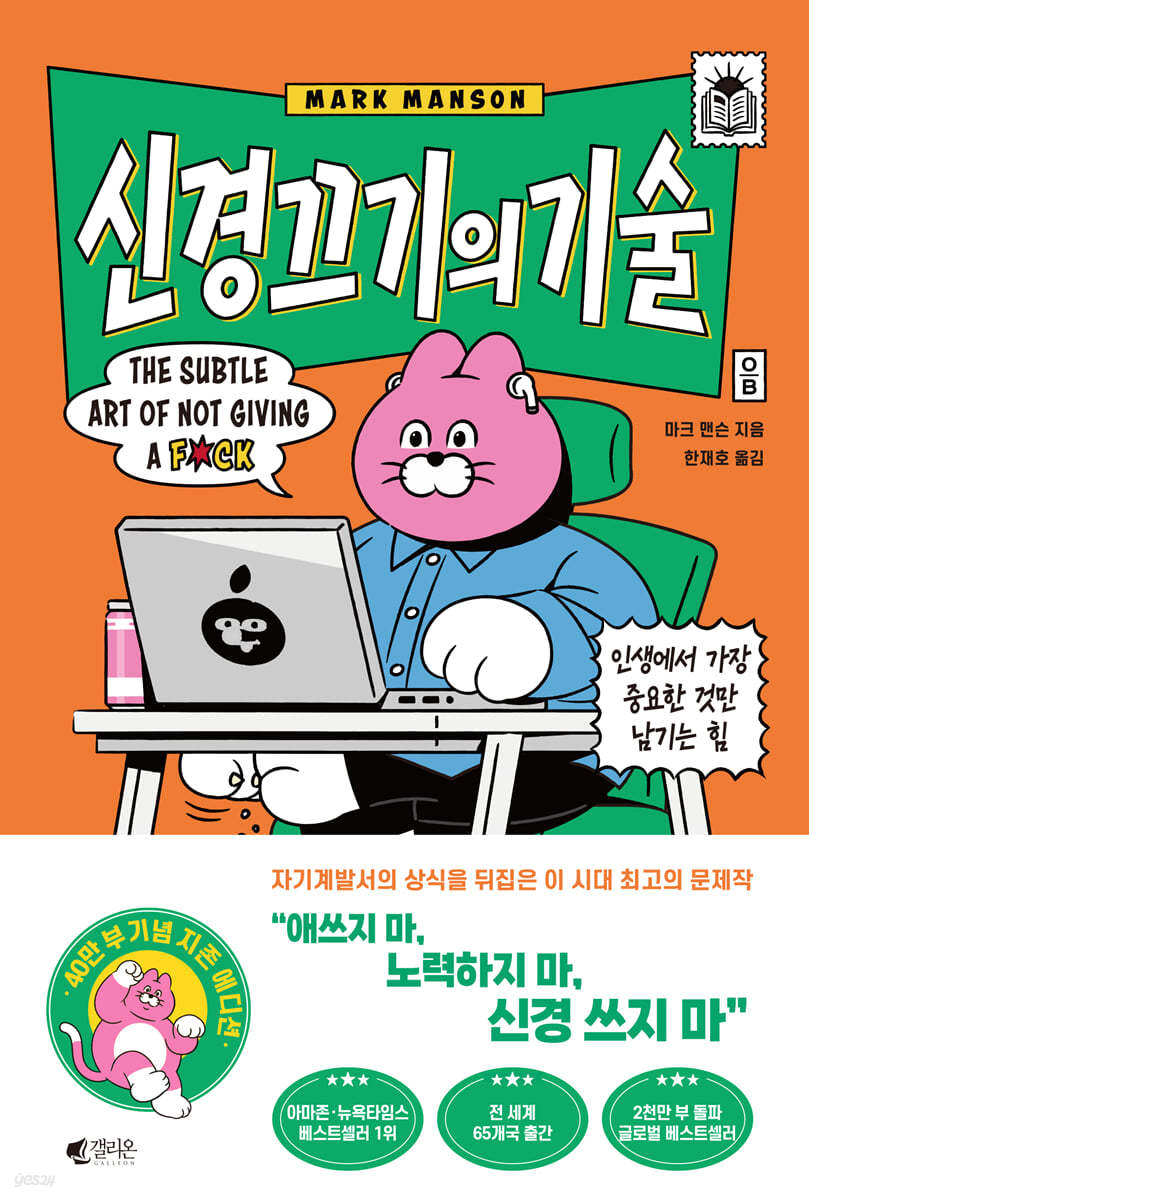 MARK MANSON
신경끄기의 기술
THE SUBTLE
ART OF NOT GIVING
A F★CK
O
B
마크 맨슨 지음
한재호 옮김
인생에서 가장
중요한 것만
남기는 힘
자기계발서의 상식을 뒤집은 이 시대 최고의 문제작
“애쓰지 마,
노력하지 마,
신경 쓰지 마”
·40만 부 기념 지존 에디션·
★★★
아마존·뉴욕타임스
베스트셀러 1위
★★★
전 세계
65개국 출간
★★★
2천만 부 돌파
글로벌 베스트셀러
갤리온
GALLEON
yes24